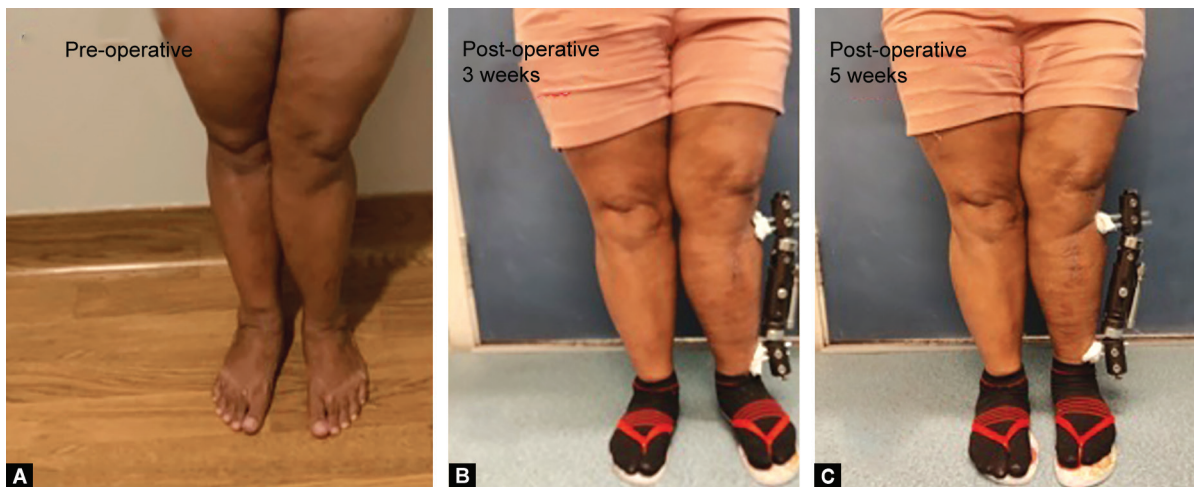 Pre-operative
A
Post-operative
3 weeks
B
Post-operative
5 weeks
C